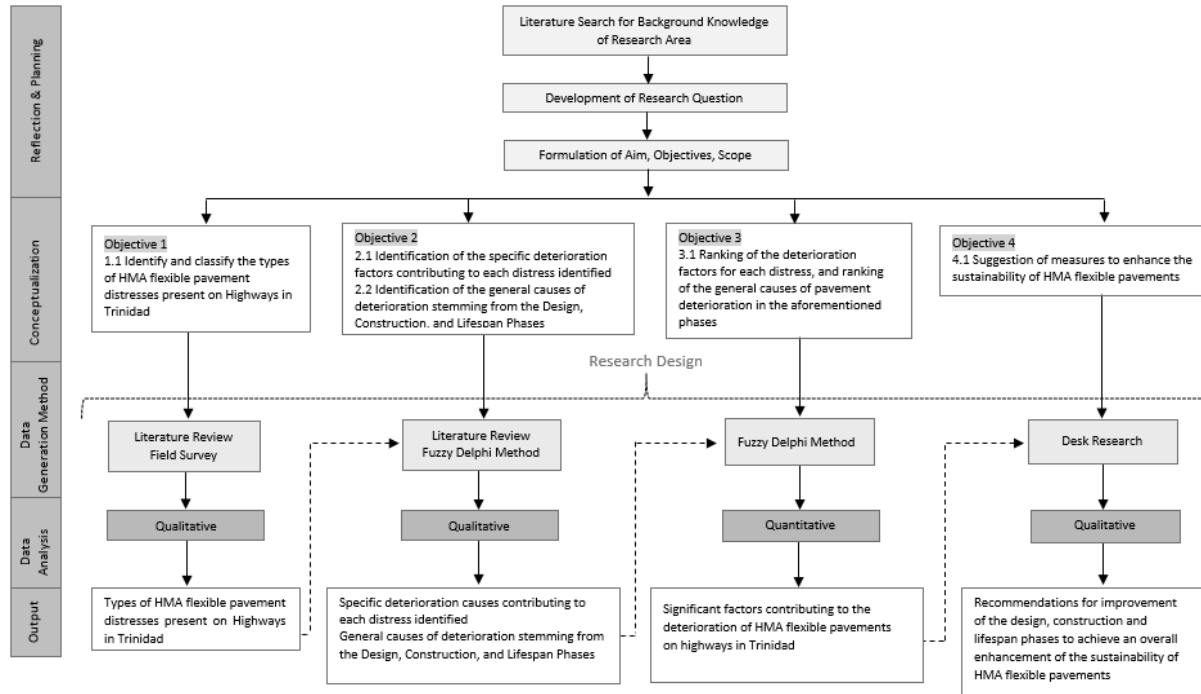 Reflection & Planning
Literature Search for Background Knowledge
of Research Area
Development of Research Question
Formulation of Aim, Objectives, Scope
Conceptualization
Objective 1
1.1 Identify and classify the types
of HMA flexible pavement
distresses present on Highways in
Trinidad
Objective 2
2.1 Identification of the specific deterioration
factors contributing to each distress identified
2.2 Identification of the general causes of
deterioration stemming from the Design,
Construction, and Lifespan Phases
Objective 3
3.1 Ranking of the deterioration
factors for each distress, and ranking
of the general causes of pavement
deterioration in the aforementioned
phases
Objective 4
4.1 Suggestion of measures to enhance the
sustainability of HMA flexible pavements
Research Design
Data
Generation Method
Literature Review
Field Survey
Literature Review
Fuzzy Delphi Method
Fuzzy Delphi Method
Desk Research
Data
Analysis
Qualitative
Qualitative
Quantitative
Qualitative
Output
Types of HMA flexible pavement
distresses present on Highways
in Trinidad
Specific deterioration causes contributing to
each distress identified
General causes of deterioration stemming from
the Design, Construction, and Lifespan Phases
Significant factors contributing to the
deterioration of HMA flexible pavements
on highways in Trinidad
Recommendations for improvement
of the design, construction and
lifespan phases to achieve an overall
enhancement of the sustainability of
HMA flexible pavements